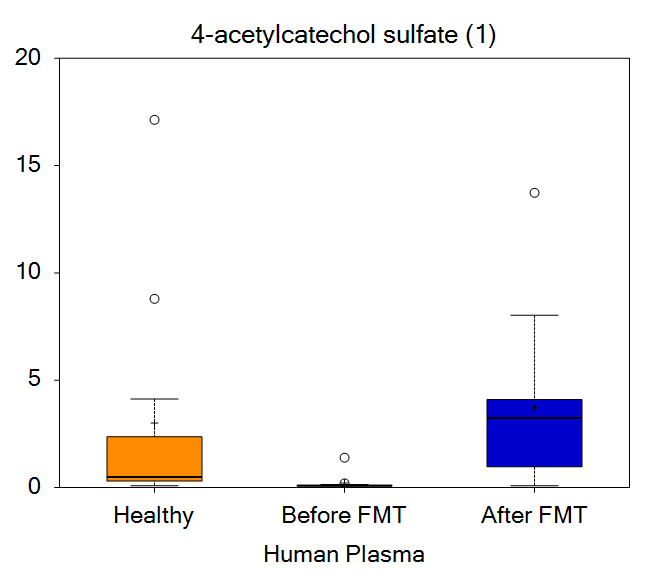 4-acetylcatechol sulfate (1)
20
15
10
5
0
Healthy Before FMT After FMT
Human Plasma